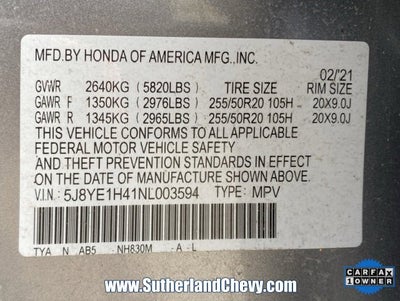 MFD.BY HONDA OF AMERICA MFG.,INC.
02/'21
GVWR 2640KG (5820LBS) TIRE SIZE RIM SIZE
GAWR F 1350KG (2976LBS) 255/50R20 105H 20X9.0J
GAWR R 1345KG (2965LBS) 255/50R20 105H 20X9.0J
THIS VEHICLE CONFORMS TO ALL APPLICABLE
FEDERAL MOTOR VEHICLE SAFETY
AND THEFT PREVENTION STANDARDS IN EFFECT
ON THE DATE OF MANUFACTURE SHOWN ABOVE.
V.I.N.: 5J8YE1H41NL003594 TYPE: MPV
TYA N AB5 NH830M -A-L
www.SutherlandChevy.com
CARFAX
1 OWNER